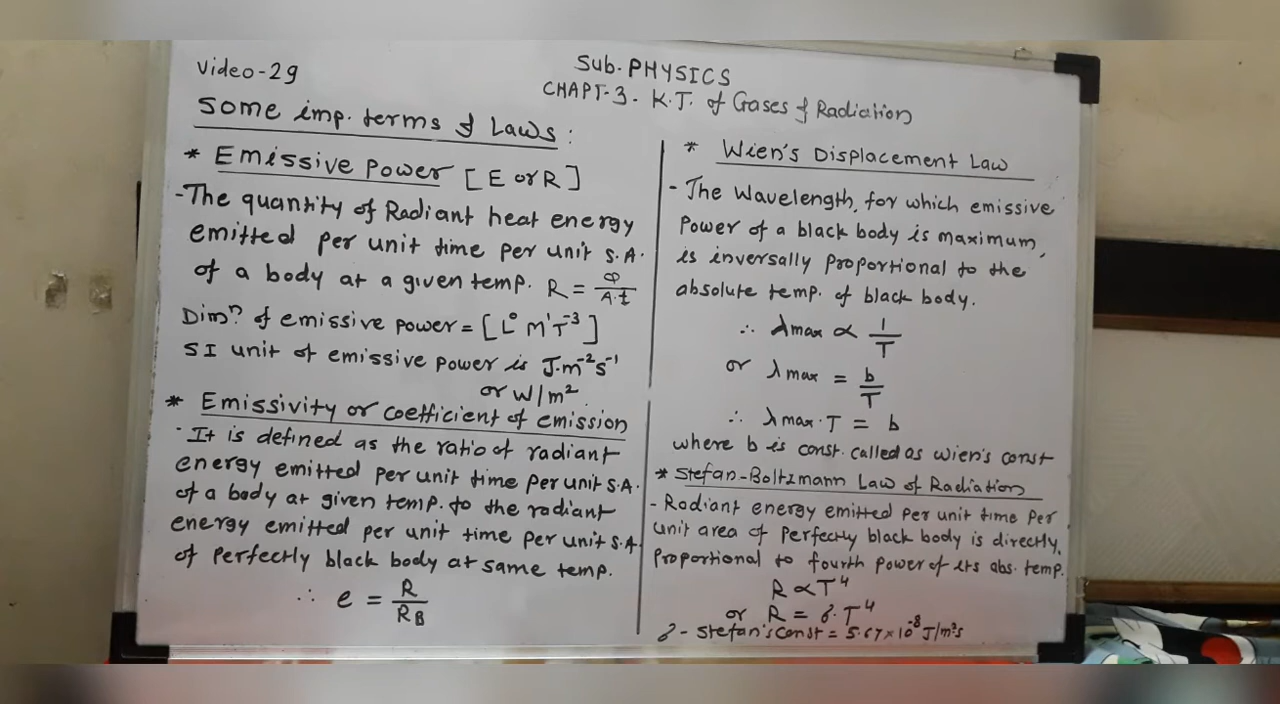 Video-29
Sub. PHYSICS
CHAPT-3. K.T. of Gases & Radiation
Some imp. terms & Laws:
* Emissive Power [E or R]
- The quantity of Radiant heat energy
emitted per unit time per unit S.A.
of a body at a given temp. R = Q/A.t
Dimⁿ. of emissive power = [L⁰ M¹ T⁻³]
SI unit of emissive power is J.m⁻²s⁻¹
or W/m².
* Emissivity or coefficient of emission
- It is defined as the ratio of radiant
energy emitted per unit time per unit S.A.
of a body at given temp. to the radiant
energy emitted per unit time per unit S.A.
of perfectly black body at same temp.
∴ e = R/R_B
* Wien's Displacement Law
- The Wavelength, for which emissive
Power of a black body is maximum,
is inversally proportional to the
absolute temp. of black body.
∴ λmax ∝ 1/T
or λmax = b/T
∴ λmax.T = b
where b is const. called as wien's const
* Stefan-Boltzmann Law of Radiation
- Radiant energy emitted per unit time per
unit area of perfectly black body is directly
proportional to fourth power of its abs. temp.
R ∝ T⁴
or R = σ.T⁴
σ - Stefan's const = 5.67 × 10⁻⁸ J/m²s